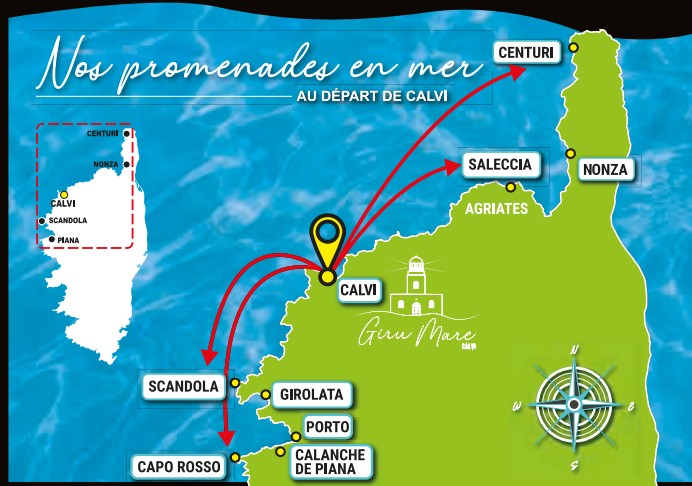 Nos promenades en mer
AU DÉPART DE CALVI
CENTURI
NONZA
CALVI
SCANDOLA
PIANA
CENTURI
SALECCIA
NONZA
AGRIATES
CALVI
Giru Mare
CALVI
SCANDOLA
GIROLATA
PORTO
CALANCHE
DE PIANA
CAPO ROSSO
N
W
E
S